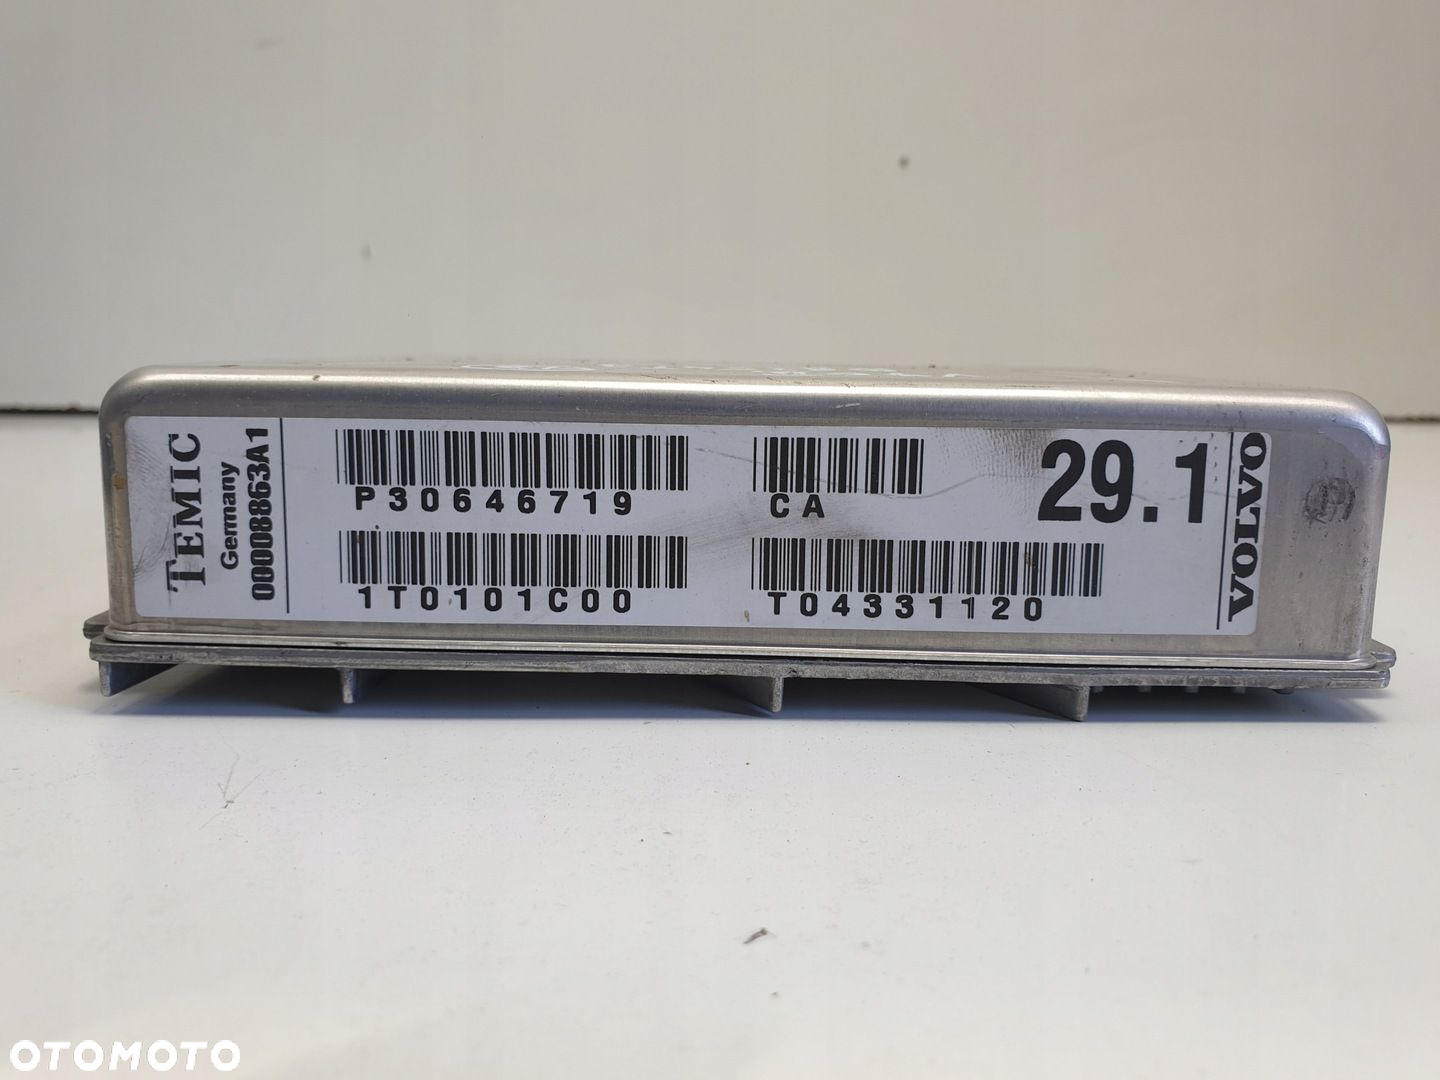 TEMIC
Germany
00008863A1
P30646719
1T0101C00
CA
T04331120
29.1
VOLVO
OTOMOTO